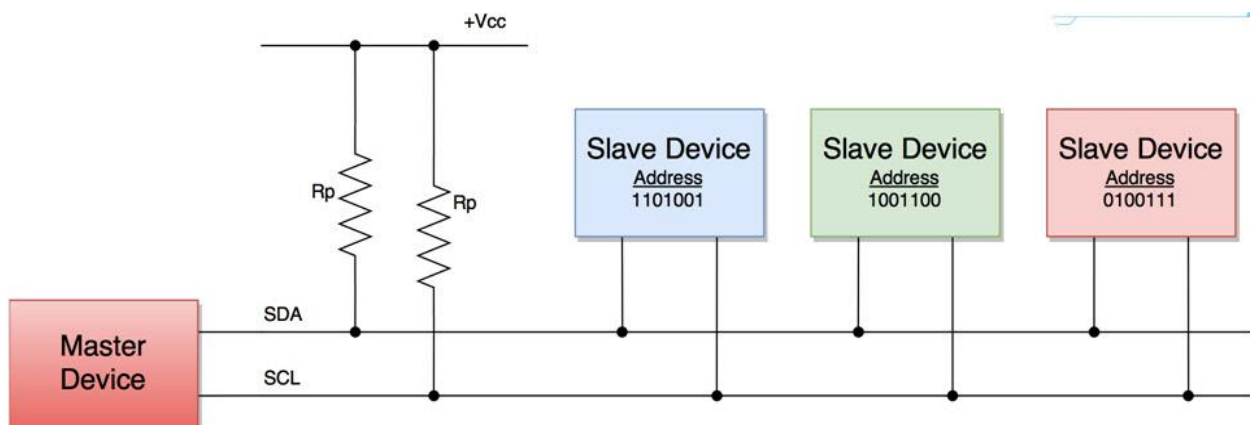 +Vcc
Rp
Rp
Slave Device
Address
1101001
Slave Device
Address
1001100
Slave Device
Address
0100111
Master
Device
SDA
SCL